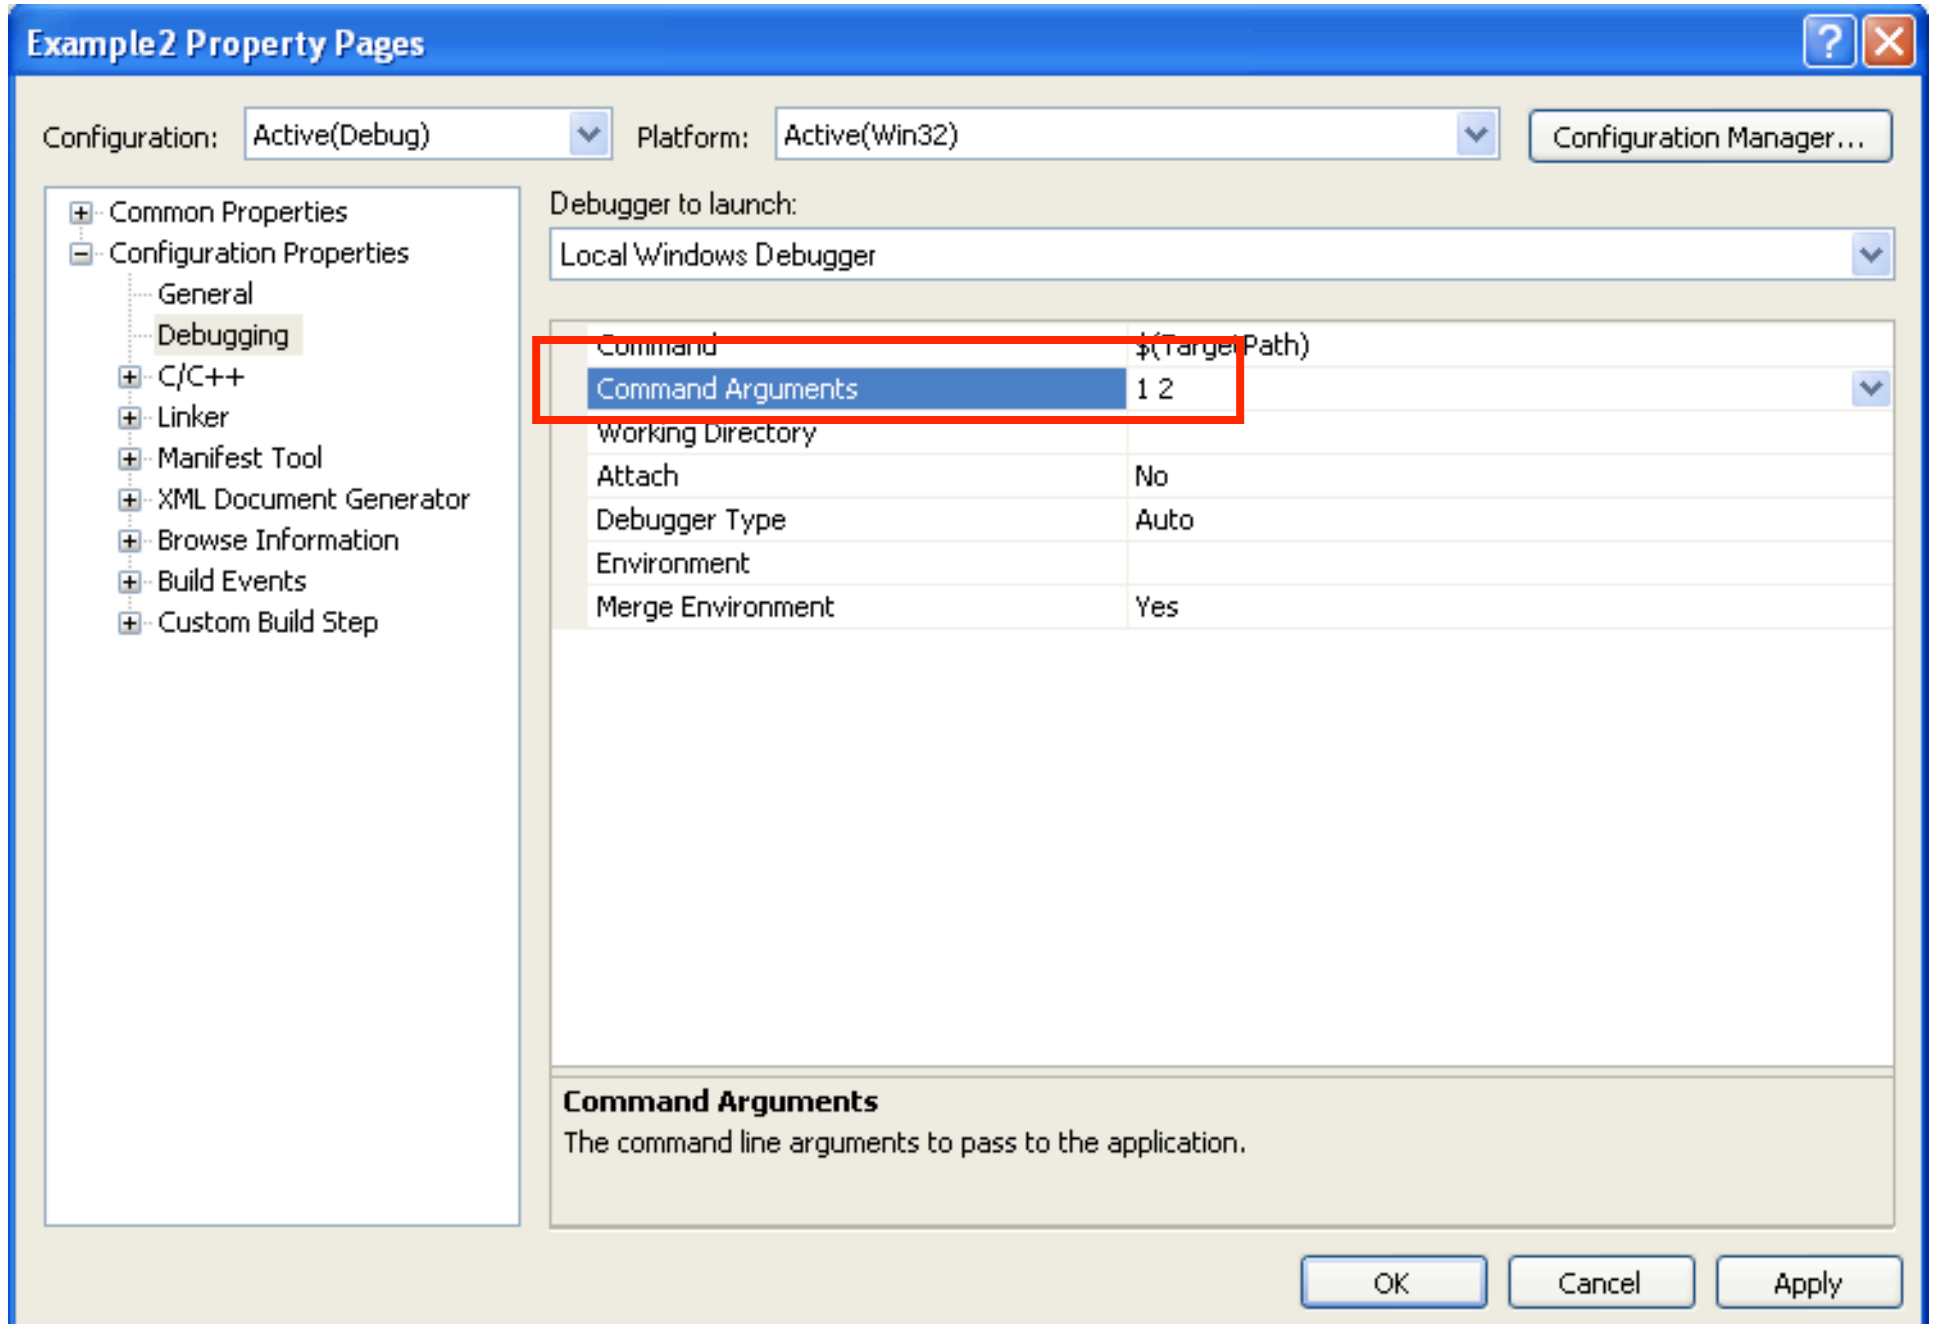 Example2 Property Pages
Configuration: Active(Debug) Platform: Active(Win32) Configuration Manager...
Common Properties
Configuration Properties
General
Debugging
C/C++
Linker
Manifest Tool
XML Document Generator
Browse Information
Build Events
Custom Build Step
Debugger to launch:
Local Windows Debugger
Command $(TargetPath)
Command Arguments 1 2
Working Directory
Attach No
Debugger Type Auto
Environment
Merge Environment Yes
Command Arguments
The command line arguments to pass to the application.
OK Cancel Apply